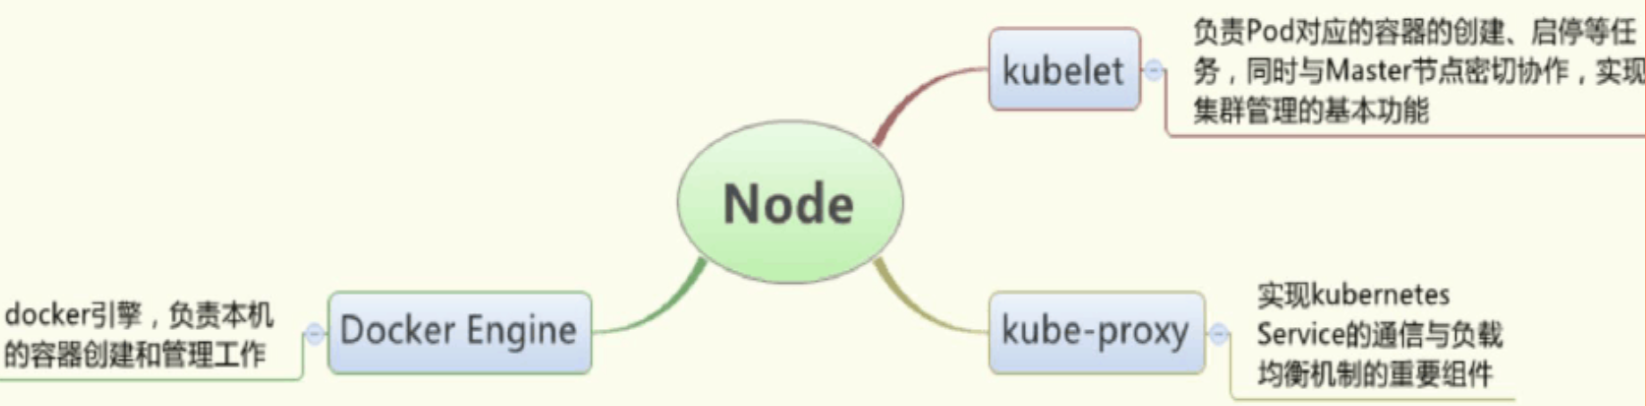 kubelet
负责Pod对应的容器的创建、启停等任
务，同时与Master节点密切协作，实现
集群管理的基本功能
Node
docker引擎，负责本机
的容器创建和管理工作
Docker Engine
kube-proxy
实现kubernetes
Service的通信与负载
均衡机制的重要组件